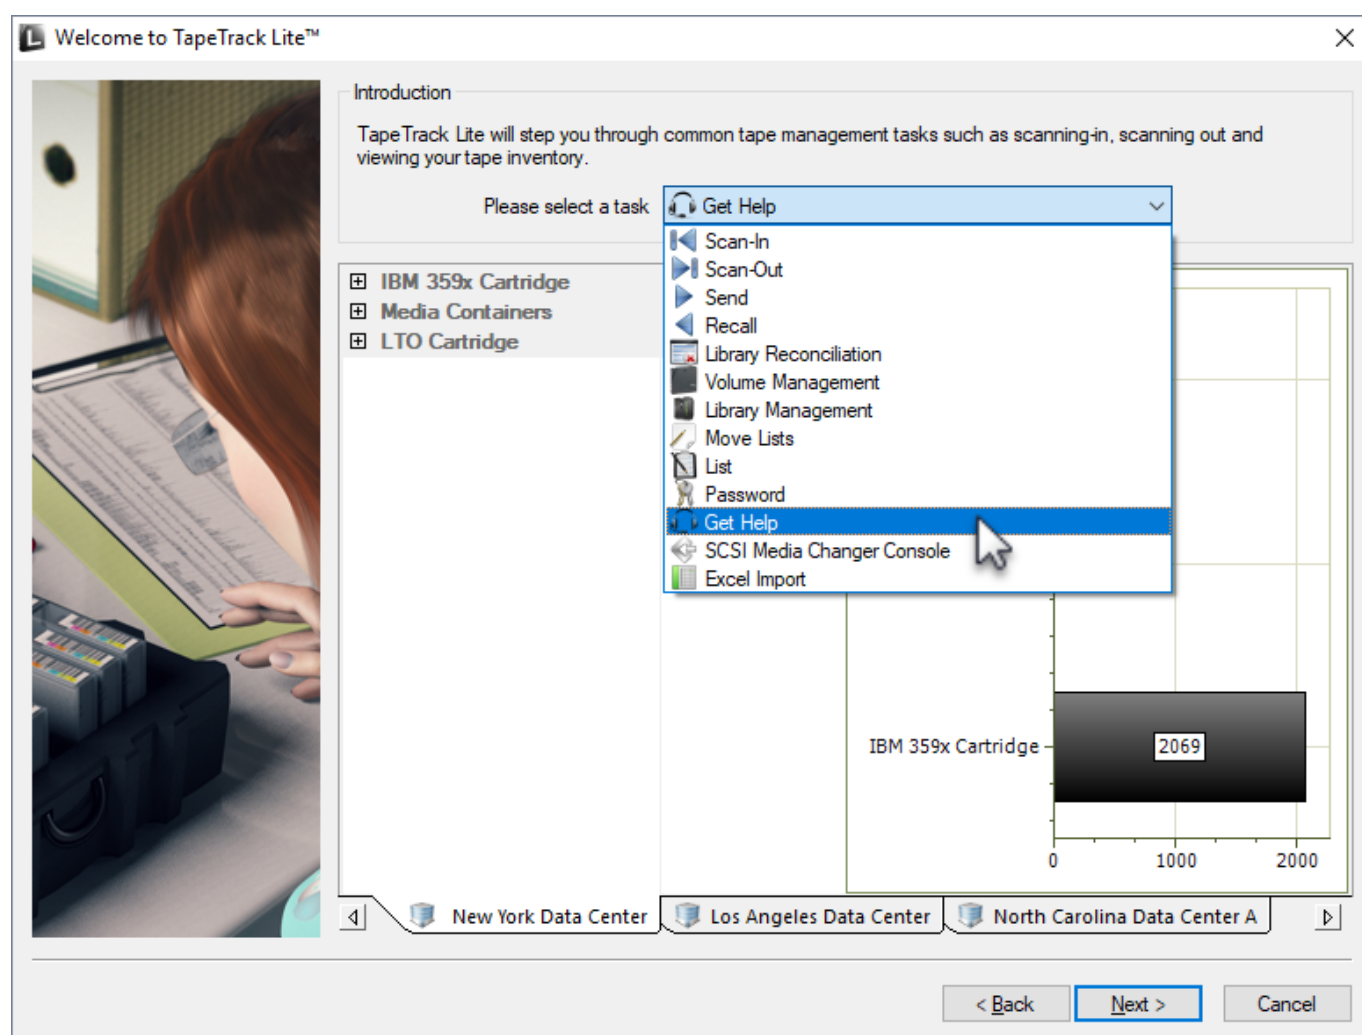 Welcome to TapeTrack Lite™
Introduction
TapeTrack Lite will step you through common tape management tasks such as scanning-in, scanning out and
viewing your tape inventory.
Please select a task
Get Help
Scan-In
Scan-Out
Send
Recall
Library Reconciliation
Volume Management
Library Management
Move Lists
List
Password
Get Help
SCSI Media Changer Console
Excel Import
IBM 359x Cartridge
Media Containers
LTO Cartridge
IBM 359x Cartridge
2069
0 1000 2000
New York Data Center
Los Angeles Data Center
North Carolina Data Center A
< Back
Next >
Cancel